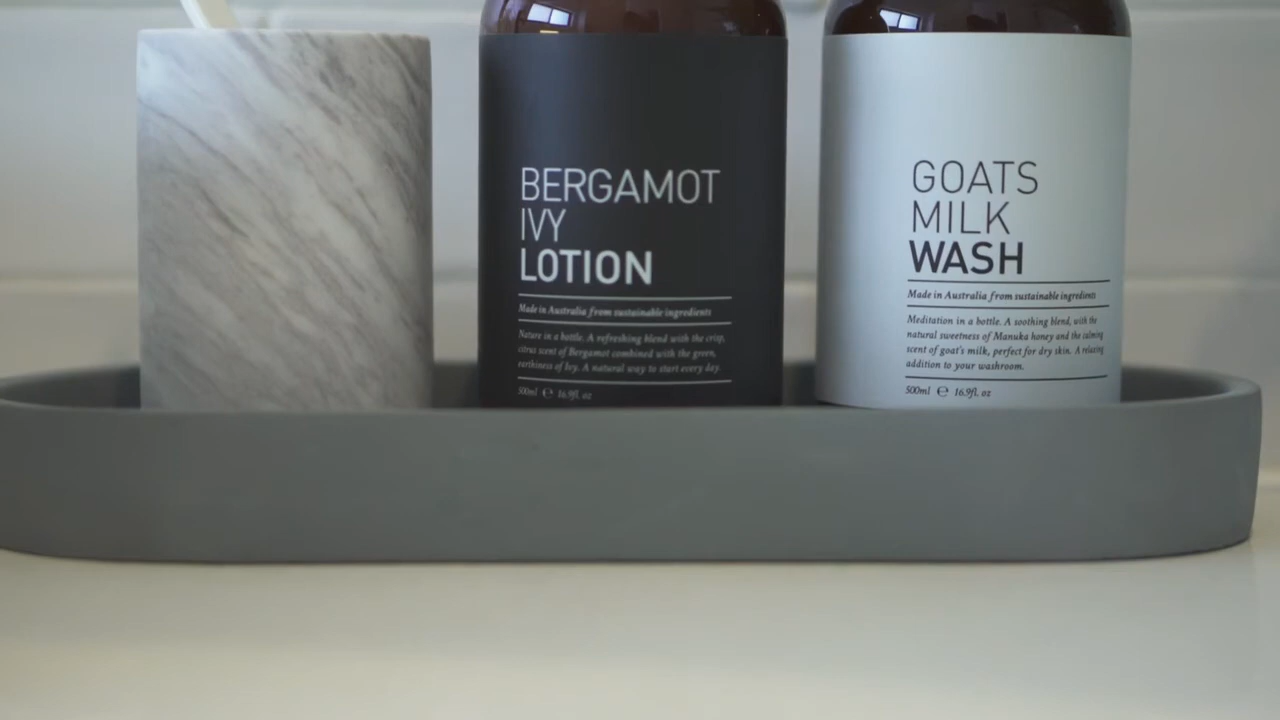 BERGAMOT
IVY
LOTION
Made in Australia from sustainable ingredients
Nature in a bottle. A refreshing blend with the crisp,
citrus scent of Bergamot combined with the green,
earthiness of Ivy. A natural way to start every day.
500ml ℮ 16.9fl. oz
GOATS
MILK
WASH
Made in Australia from sustainable ingredients
Meditation in a bottle. A soothing blend, with the
natural sweetness of Manuka honey and the calming
scent of goat's milk, perfect for dry skin. A relaxing
addition to your washroom.
500ml ℮ 16.9fl. oz